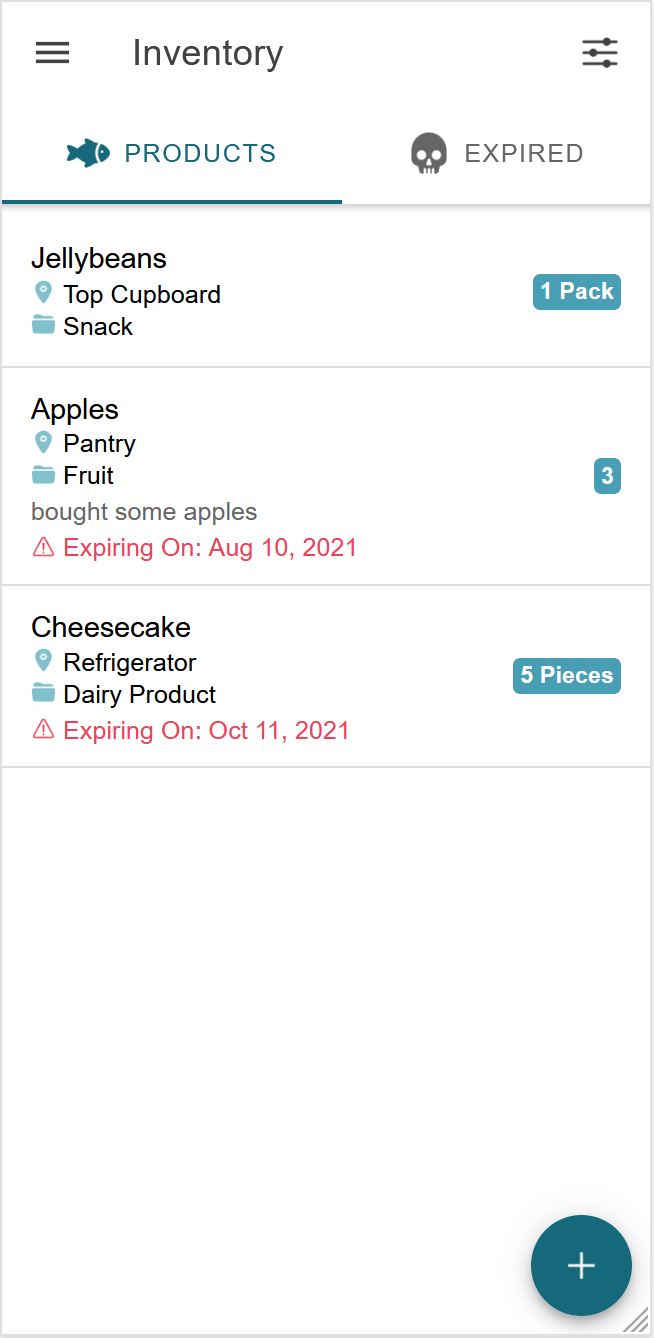 Inventory
PRODUCTS
EXPIRED
Jellybeans
Top Cupboard
Snack
1 Pack
Apples
Pantry
Fruit
bought some apples
Expiring On: Aug 10, 2021
3
Cheesecake
Refrigerator
Dairy Product
Expiring On: Oct 11, 2021
5 Pieces